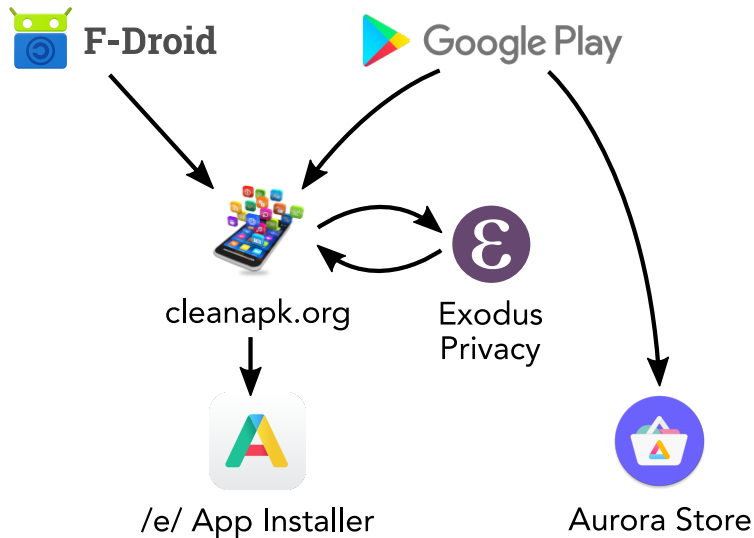 F-Droid
Google Play
cleanapk.org
Exodus
Privacy
/e/ App Installer
Aurora Store